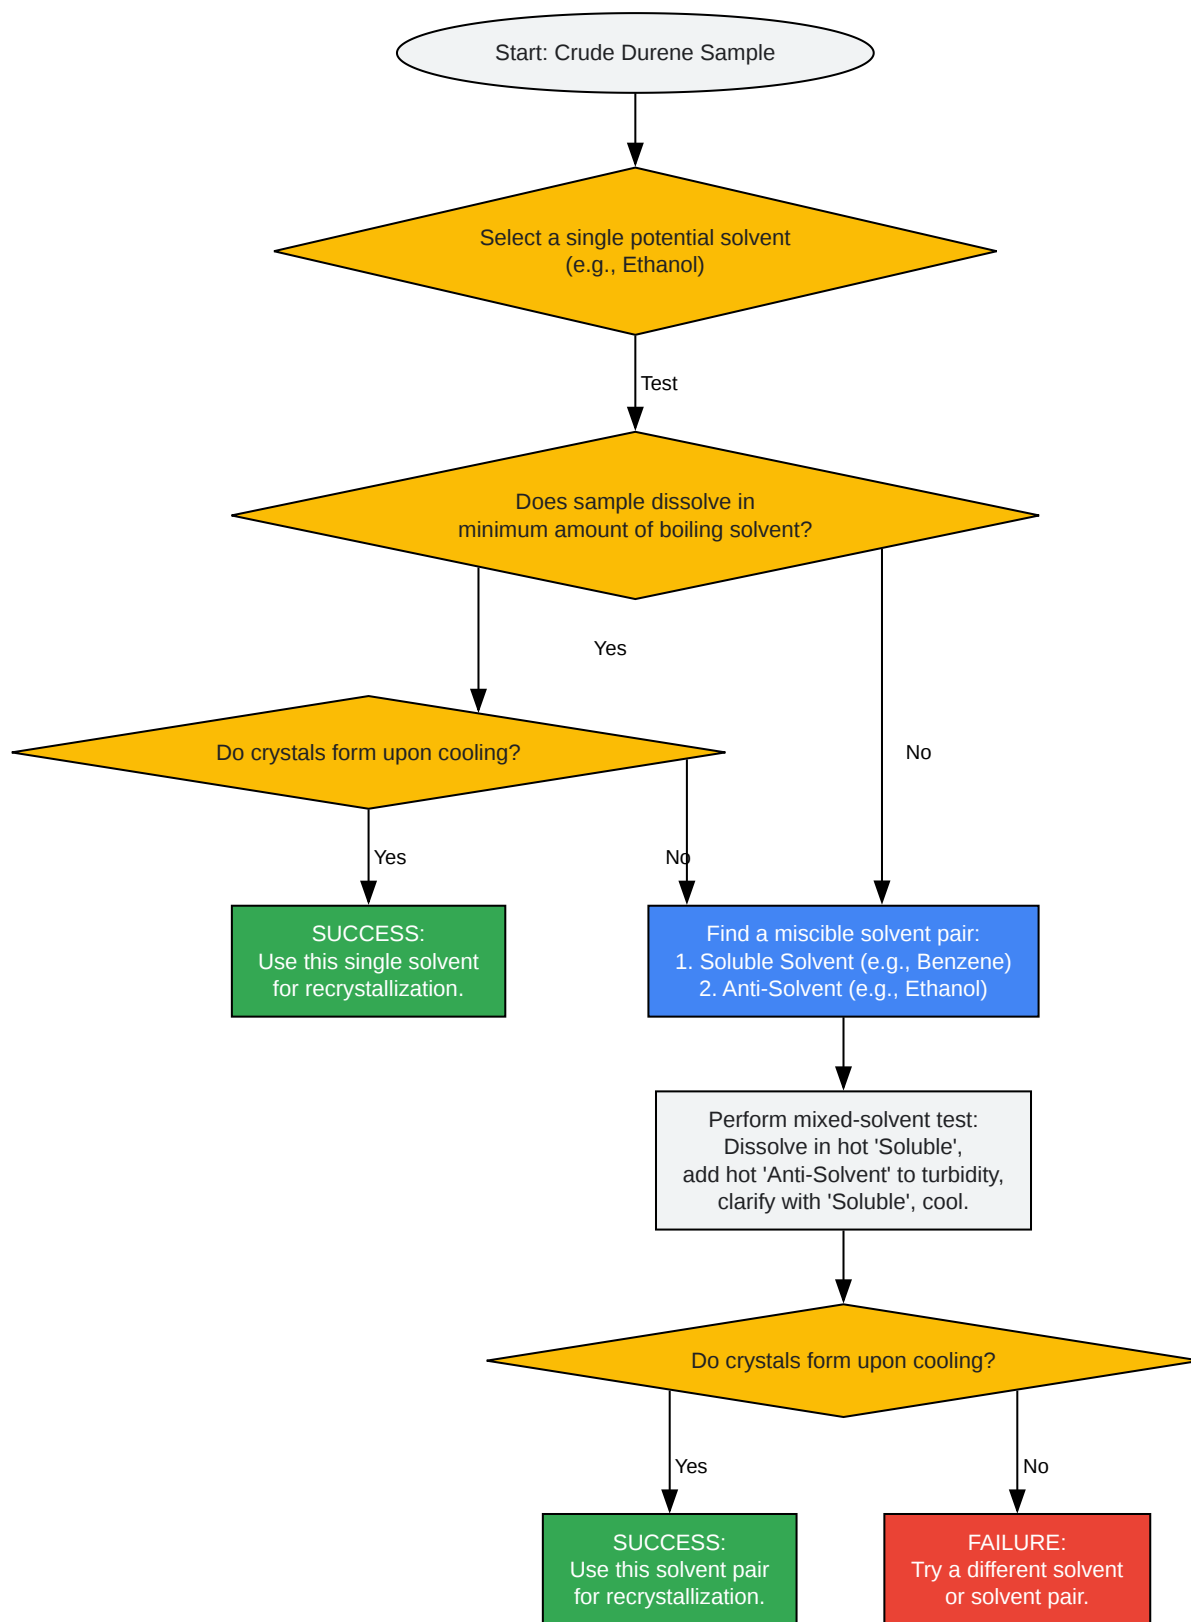 Start: Crude Durene Sample
Select a single potential solvent
(e.g., Ethanol)
Test
Does sample dissolve in
minimum amount of boiling solvent?
Yes
Do crystals form upon cooling?
No
Yes
No
SUCCESS:
Use this single solvent
for recrystallization.
Find a miscible solvent pair:
1. Soluble Solvent (e.g., Benzene)
2. Anti-Solvent (e.g., Ethanol)
Perform mixed-solvent test:
Dissolve in hot 'Soluble',
add hot 'Anti-Solvent' to turbidity,
clarify with 'Soluble', cool.
Do crystals form upon cooling?
Yes
No
SUCCESS:
Use this solvent pair
for recrystallization.
FAILURE:
Try a different solvent
or solvent pair.